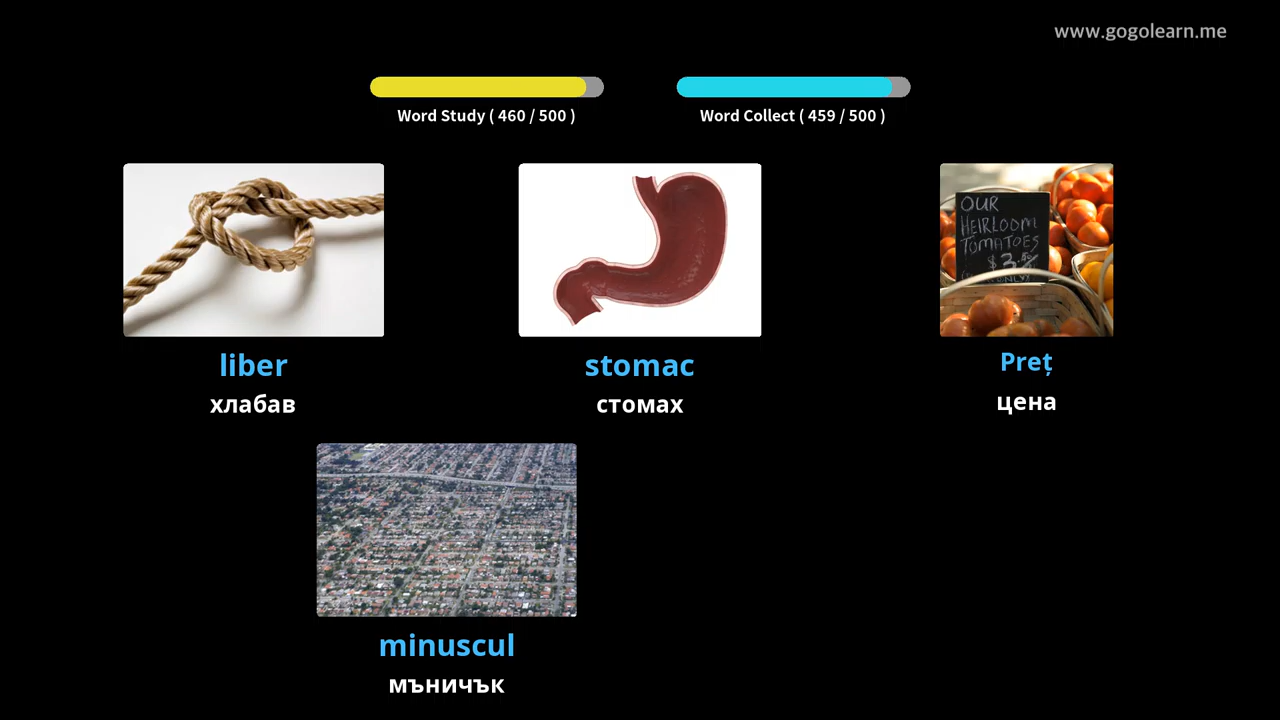 www.gogolearn.me
Word Study ( 460 / 500 )
Word Collect ( 459 / 500 )
OUR
HEIRLOOM
TOMATOES
liber
stomac
Preț
хлабав
стомах
цена
minuscul
мъничък